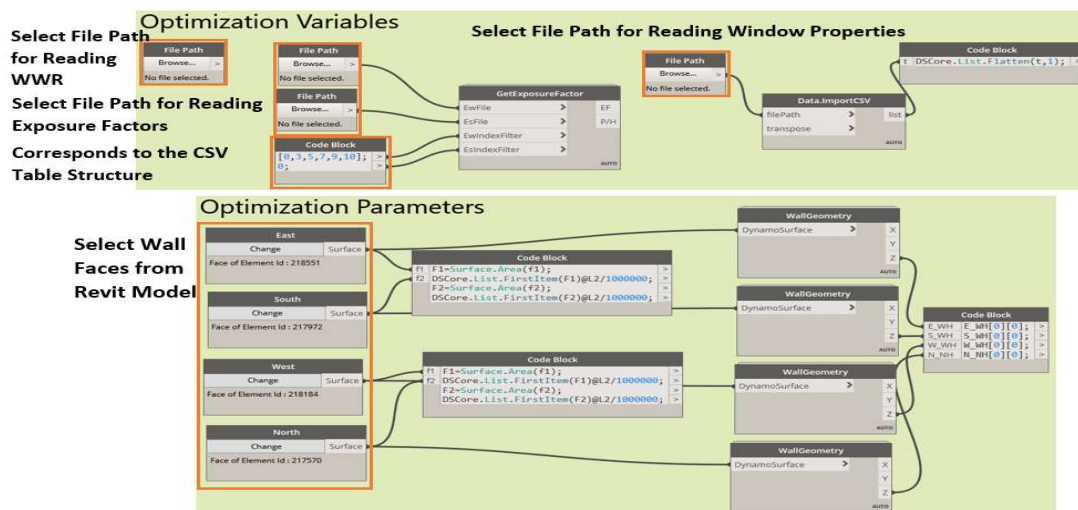 Optimization Variables
Select File Path
for Reading
WWR
File Path
Browse... >
No file selected.
File Path
Browse... >
No file selected.
Select File Path for Reading Window Properties
File Path
Browse... >
No file selected.
Code Block
t DSCore.List.Flatten(t,1); >
Select File Path for Reading
Exposure Factors
File Path
Browse... >
No file selected.
GetExposureFactor
EwFile > EF
EsFile > P/H
EwIndexFilter >
EsIndexFilter >
AUTO
Data.ImportCSV
filePath > list
transpose >
AUTO
Corresponds to the CSV
Table Structure
Code Block
[0,3,5,7,9,10]; >
0; >
Optimization Parameters
Select Wall
Faces from
Revit Model
East
Change Surface
Face of Element Id : 218551
South
Change Surface
Face of Element Id : 217972
West
Change Surface
Face of Element Id : 218184
North
Change Surface
Face of Element Id : 217570
Code Block
f1 F1=Surface.Area(f1); >
f2 DSCore.List.FirstItem(F1)@L2/1000000; >
F2=Surface.Area(f2); >
DSCore.List.FirstItem(F2)@L2/1000000; >
Code Block
f1 F1=Surface.Area(f1); >
f2 DSCore.List.FirstItem(F1)@L2/1000000; >
F2=Surface.Area(f2); >
DSCore.List.FirstItem(F2)@L2/1000000; >
WallGeometry
DynamoSurface > X
Y
Z
AUTO
WallGeometry
DynamoSurface > X
Y
Z
AUTO
WallGeometry
DynamoSurface > X
Y
Z
AUTO
WallGeometry
DynamoSurface > X
Y
Z
AUTO
Code Block
E_WH E_WH[0][0]; >
S_WH S_WH[0][0]; >
W_WH W_WH[0][0]; >
N_NH N_NH[0][0]; >